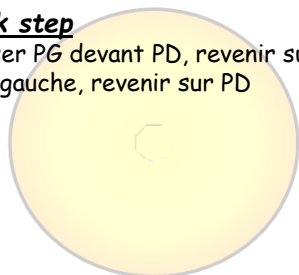 k step
er PG devant PD, revenir su
gauche, revenir sur PD